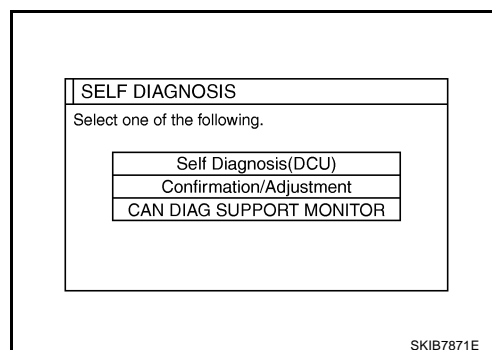 SELF DIAGNOSIS
Select one of the following.
Self Diagnosis(DCU)
Confirmation/Adjustment
CAN DIAG SUPPORT MONITOR
SKIB7871E